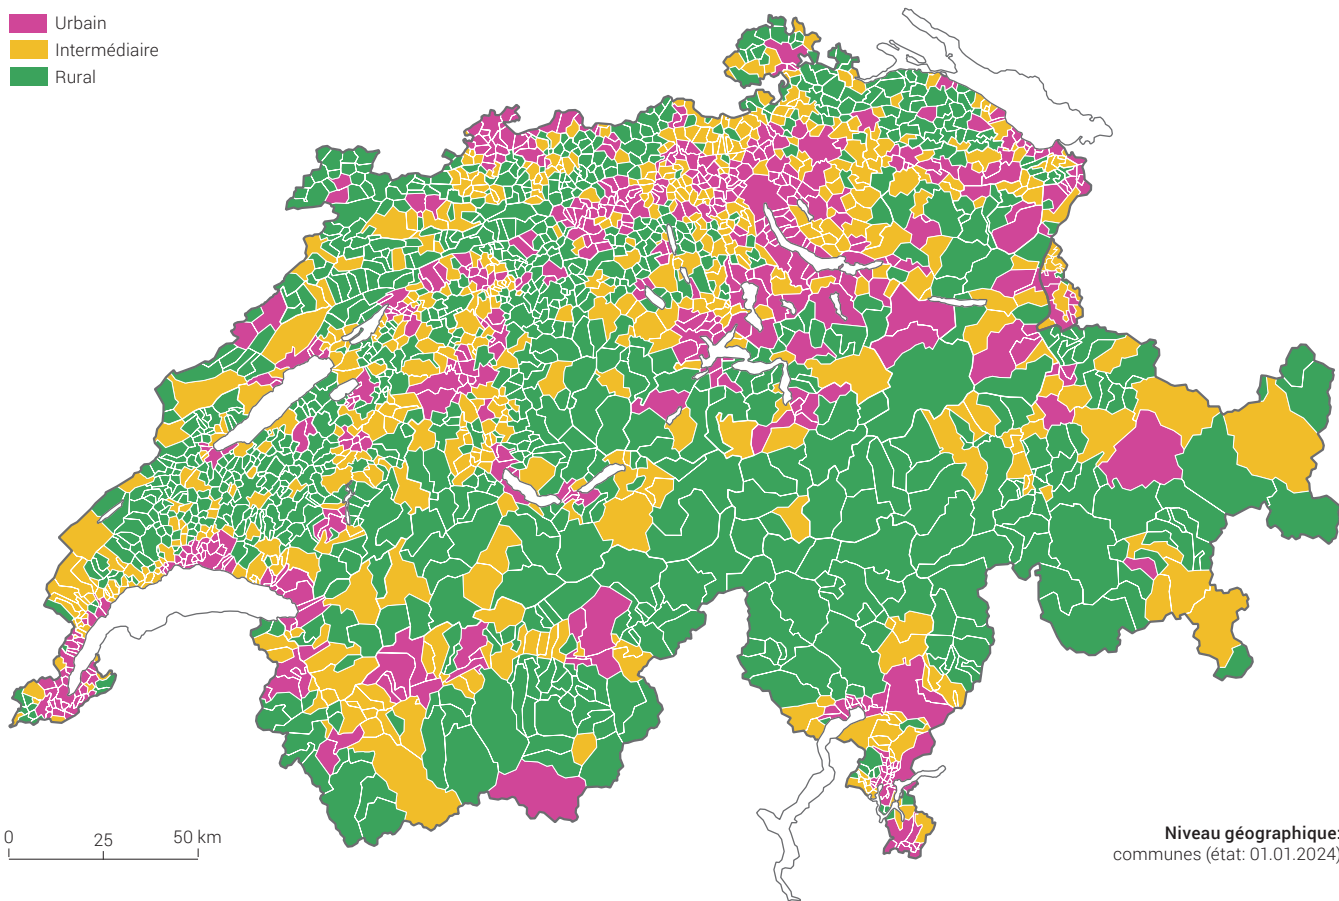 Urbain
Intermédiaire
Rural
0 25 50 km
Niveau géographique:
communes (état: 01.01.2024)